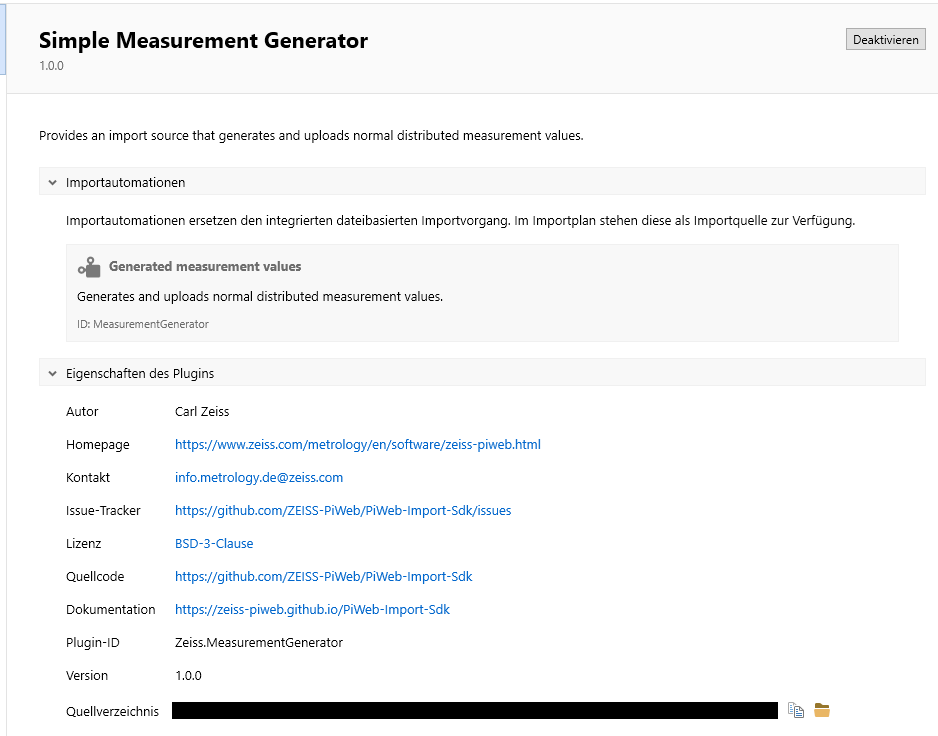 Simple Measurement Generator
Deaktivieren
1.0.0
Provides an import source that generates and uploads normal distributed measurement values.
Importautomationen
Importautomationen ersetzen den integrierten dateibasierten Importvorgang. Im Importplan stehen diese als Importquelle zur Verfügung.
Generated measurement values
Generates and uploads normal distributed measurement values.
ID: MeasurementGenerator
Eigenschaften des Plugins
Autor Carl Zeiss
Homepage https://www.zeiss.com/metrology/en/software/zeiss-piweb.html
Kontakt info.metrology.de@zeiss.com
Issue-Tracker https://github.com/ZEISS-PiWeb/PiWeb-Import-Sdk/issues
Lizenz BSD-3-Clause
Quellcode https://github.com/ZEISS-PiWeb/PiWeb-Import-Sdk
Dokumentation https://zeiss-piweb.github.io/PiWeb-Import-Sdk
Plugin-ID Zeiss.MeasurementGenerator
Version 1.0.0
Quellverzeichnis